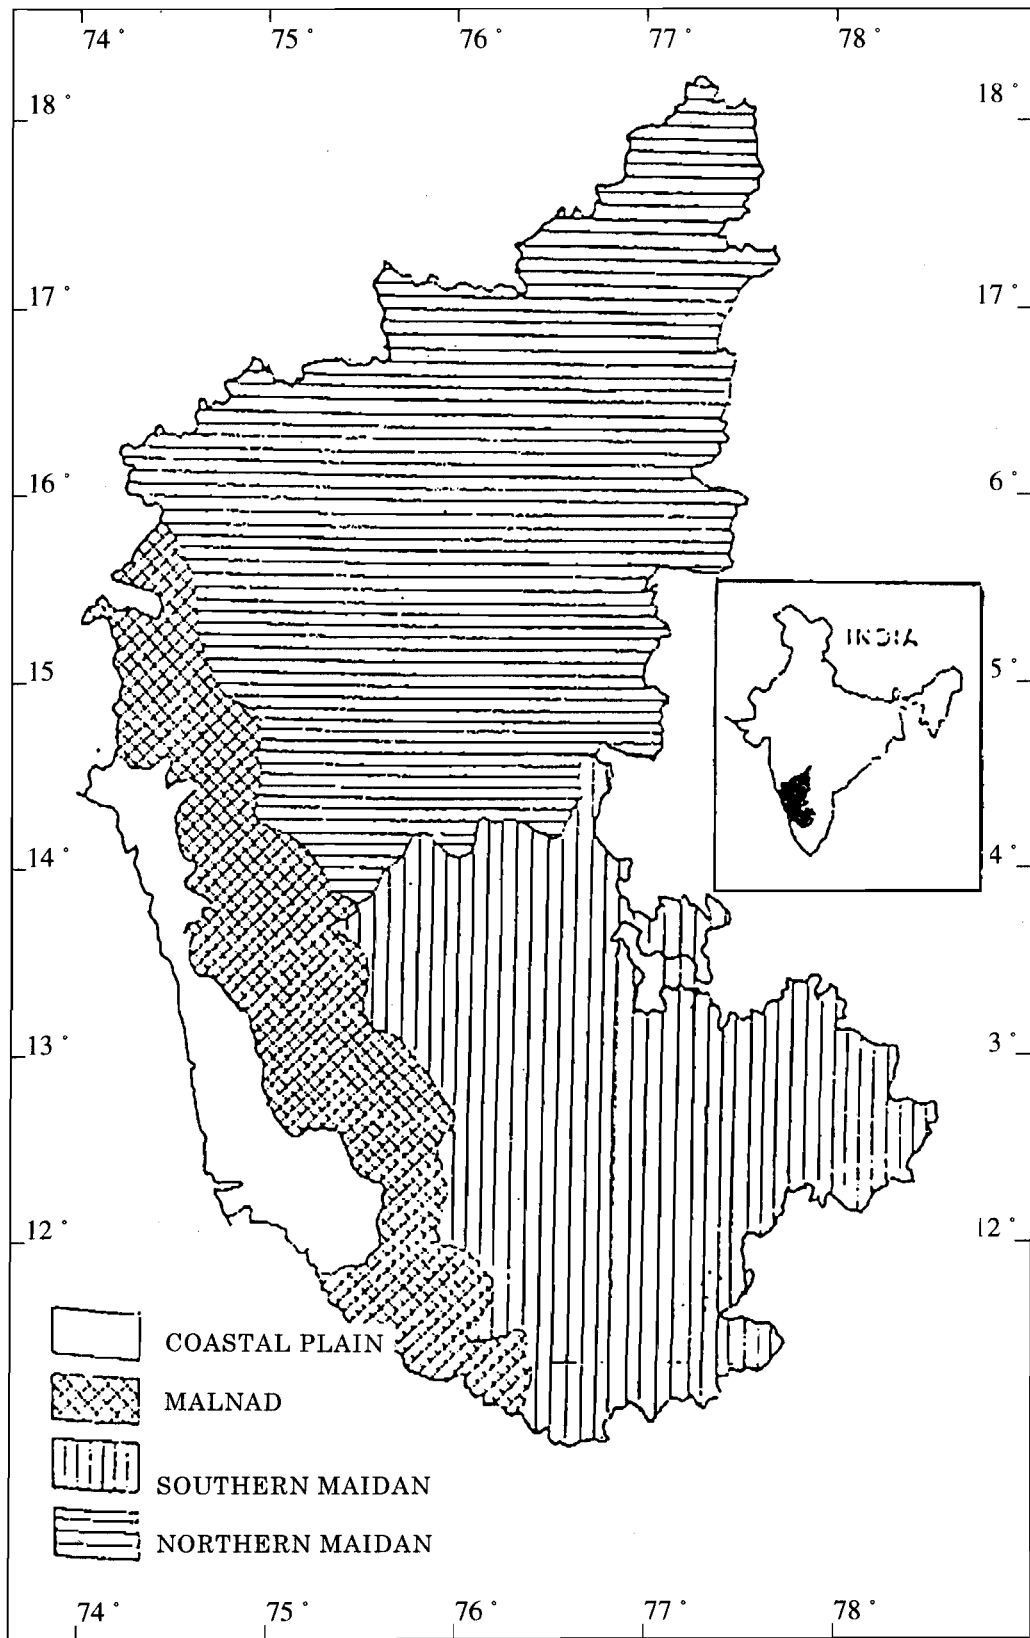 74° 75° 76° 77° 78°
18° 18°
17° 17°
16° 6°
INDIA
15° 5°
14° 4°
13° 3°
12° 12°
COASTAL PLAIN
MALNAD
SOUTHERN MAIDAN
NORTHERN MAIDAN
74° 75° 76° 77° 78°